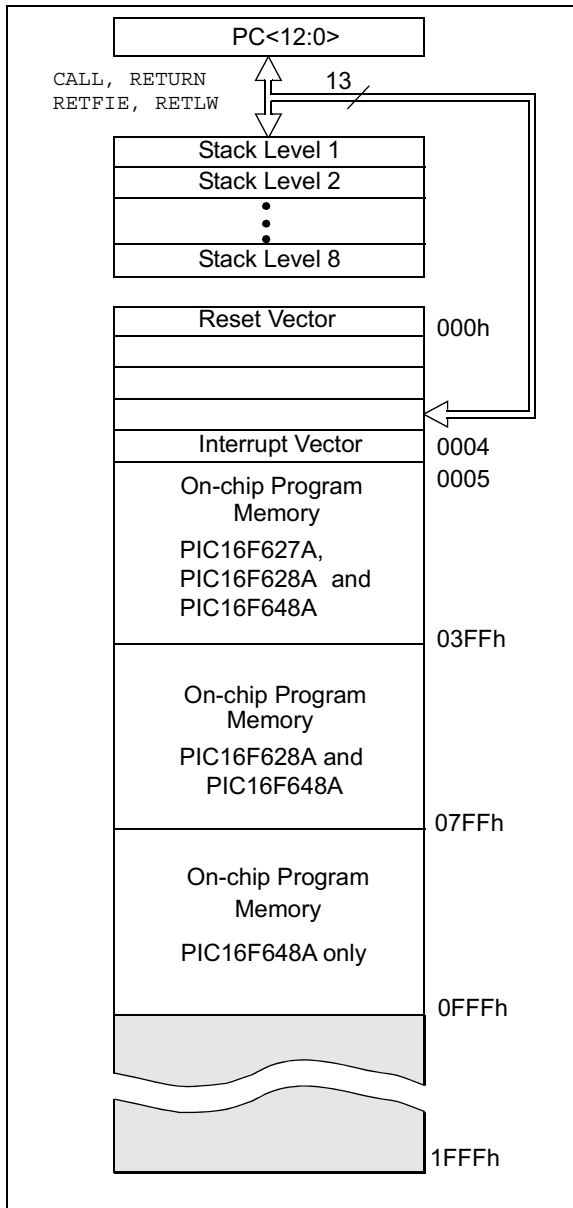 PC<12:0>
CALL, RETURN
RETFIE, RETLW
13
Stack Level 1
Stack Level 2
Stack Level 8
Reset Vector
000h
Interrupt Vector
0004
0005
On-chip Program
Memory
PIC16F627A,
PIC16F628A and
PIC16F648A
03FFh
On-chip Program
Memory
PIC16F628A and
PIC16F648A
07FFh
On-chip Program
Memory
PIC16F648A only
0FFFh
1FFFh